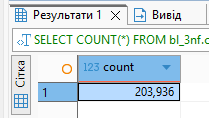 Результати 1
Вивід
SELECT COUNT(*) FROM bl_3nf.c
Сітка
123 count
1
203,936